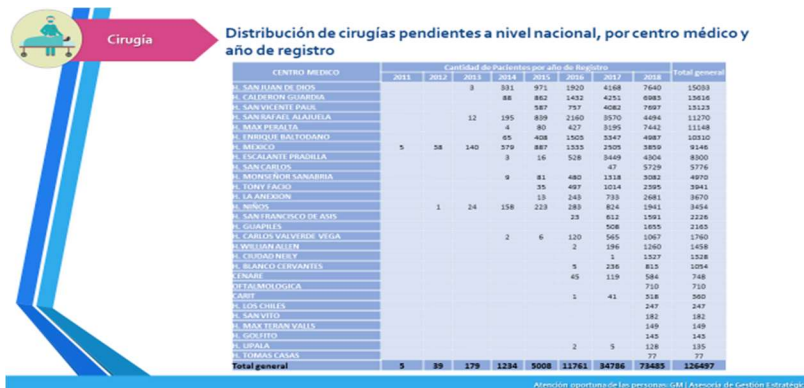 Cirugía
Distribución de cirugías pendientes a nivel nacional, por centro médico y
año de registro
CENTRO MEDICO Cantidad de Pacientes por año de Registro Total general
2011 2012 2013 2014 2015 2016 2017 2018
H. SAN JUAN DE DIOS 3 331 971 1920 4168 7640 15033
H. CALDERON GUARDIA 88 862 1432 4251 6983 13616
H. SAN VICENTE PAUL 587 757 4082 7697 13123
H. SAN RAFAEL ALAJUELA 12 195 839 2160 3570 4494 11270
H. MAX PERALTA 4 80 427 3195 7442 11148
H. ENRIQUE BALTODANO 65 408 1503 3347 4987 10310
H. MEXICO 5 38 140 379 887 1333 2505 3859 9146
H. ESCALANTE PRADILLA 3 16 528 3449 4304 8300
H. SAN CARLOS 47 5729 5776
H. MONSEÑOR SANABRIA 9 81 480 1318 3082 4970
H. TONY FACIO 35 497 1014 2395 3941
H. LA ANEXION 13 243 733 2681 3670
H. NIÑOS 1 24 158 223 283 824 1941 3454
H. SAN FRANCISCO DE ASIS 23 612 1591 2226
H. GUAPILES 508 1655 2163
H. CARLOS VALVERDE VEGA 2 6 120 565 1067 1760
H. WILLIAN ALLEN 2 196 1260 1458
H. CIUDAD NEILY 1 1327 1328
H. BLANCO CERVANTES 5 236 813 1054
CENARE 45 119 584 748
OFTALMOLOGICA 710 710
CARIT 1 41 318 360
H. LOS CHILES 247 247
H. SAN VITO 182 182
H. MAX TERAN VALLS 149 149
H. GOLFITO 143 143
H. UPALA 2 5 128 135
H. TOMAS CASAS 77 77
Total general 5 39 179 1234 5008 11761 34786 73485 126497
Atención oportuna de las personas: GM | Asesoría de Gestión Estratégic